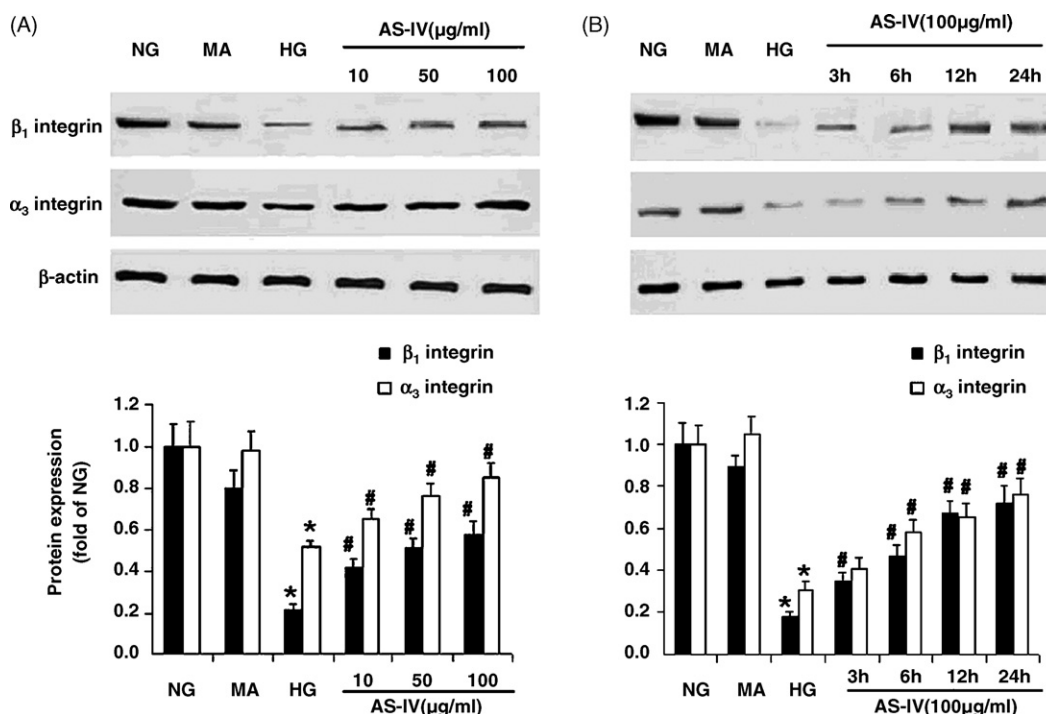 (A)
AS-IV(μg/ml)
NG MA HG
10 50 100
β₁ integrin
α₃ integrin
β-actin
β₁ integrin
α₃ integrin
Protein expression
(fold of NG)
1.2
1.0
0.8
0.6
0.4
0.2
0.0
* * # # # # # #
NG MA HG 10 50 100
AS-IV(μg/ml)
(B)
AS-IV(100μg/ml)
NG MA HG
3h 6h 12h 24h
β₁ integrin
α₃ integrin
1.2
1.0
0.8
0.6
0.4
0.2
0.0
* * # # # # # # #
NG MA HG 3h 6h 12h 24h
AS-IV(100μg/ml)